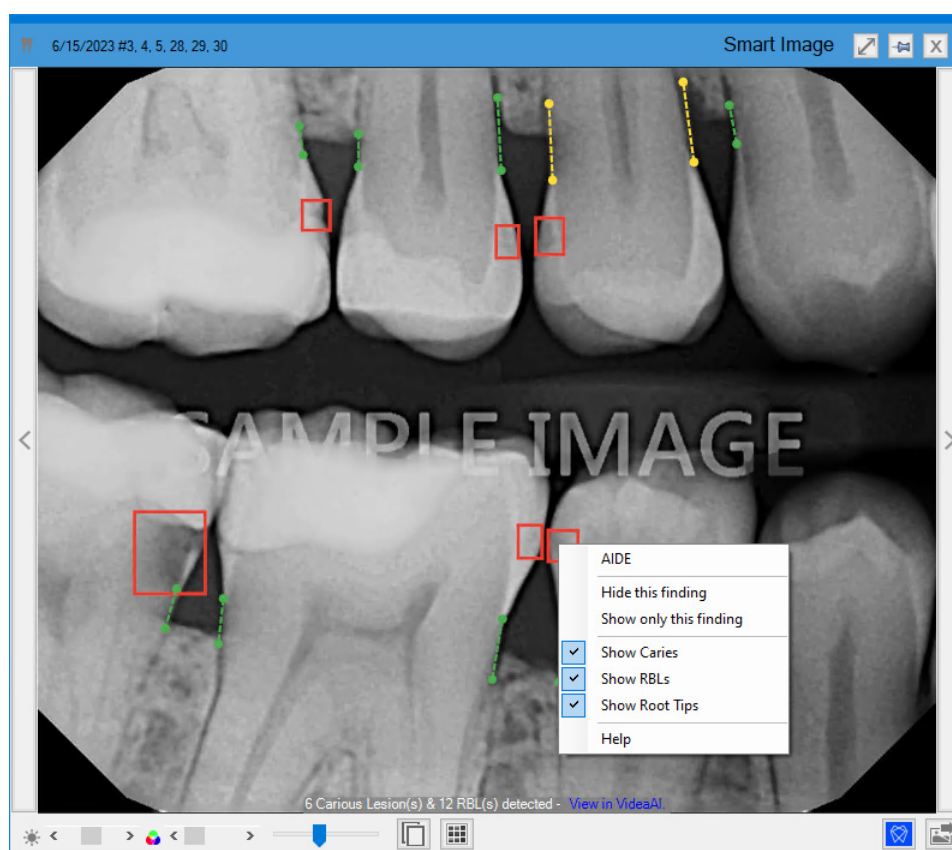 6/15/2023 #3, 4, 5, 28, 29, 30
Smart Image
SAMPLE IMAGE
AIDE
Hide this finding
Show only this finding
Show Caries
Show RBLs
Show Root Tips
Help
6 Carious Lesion(s) & 12 RBL(s) detected - View in VideaAI.